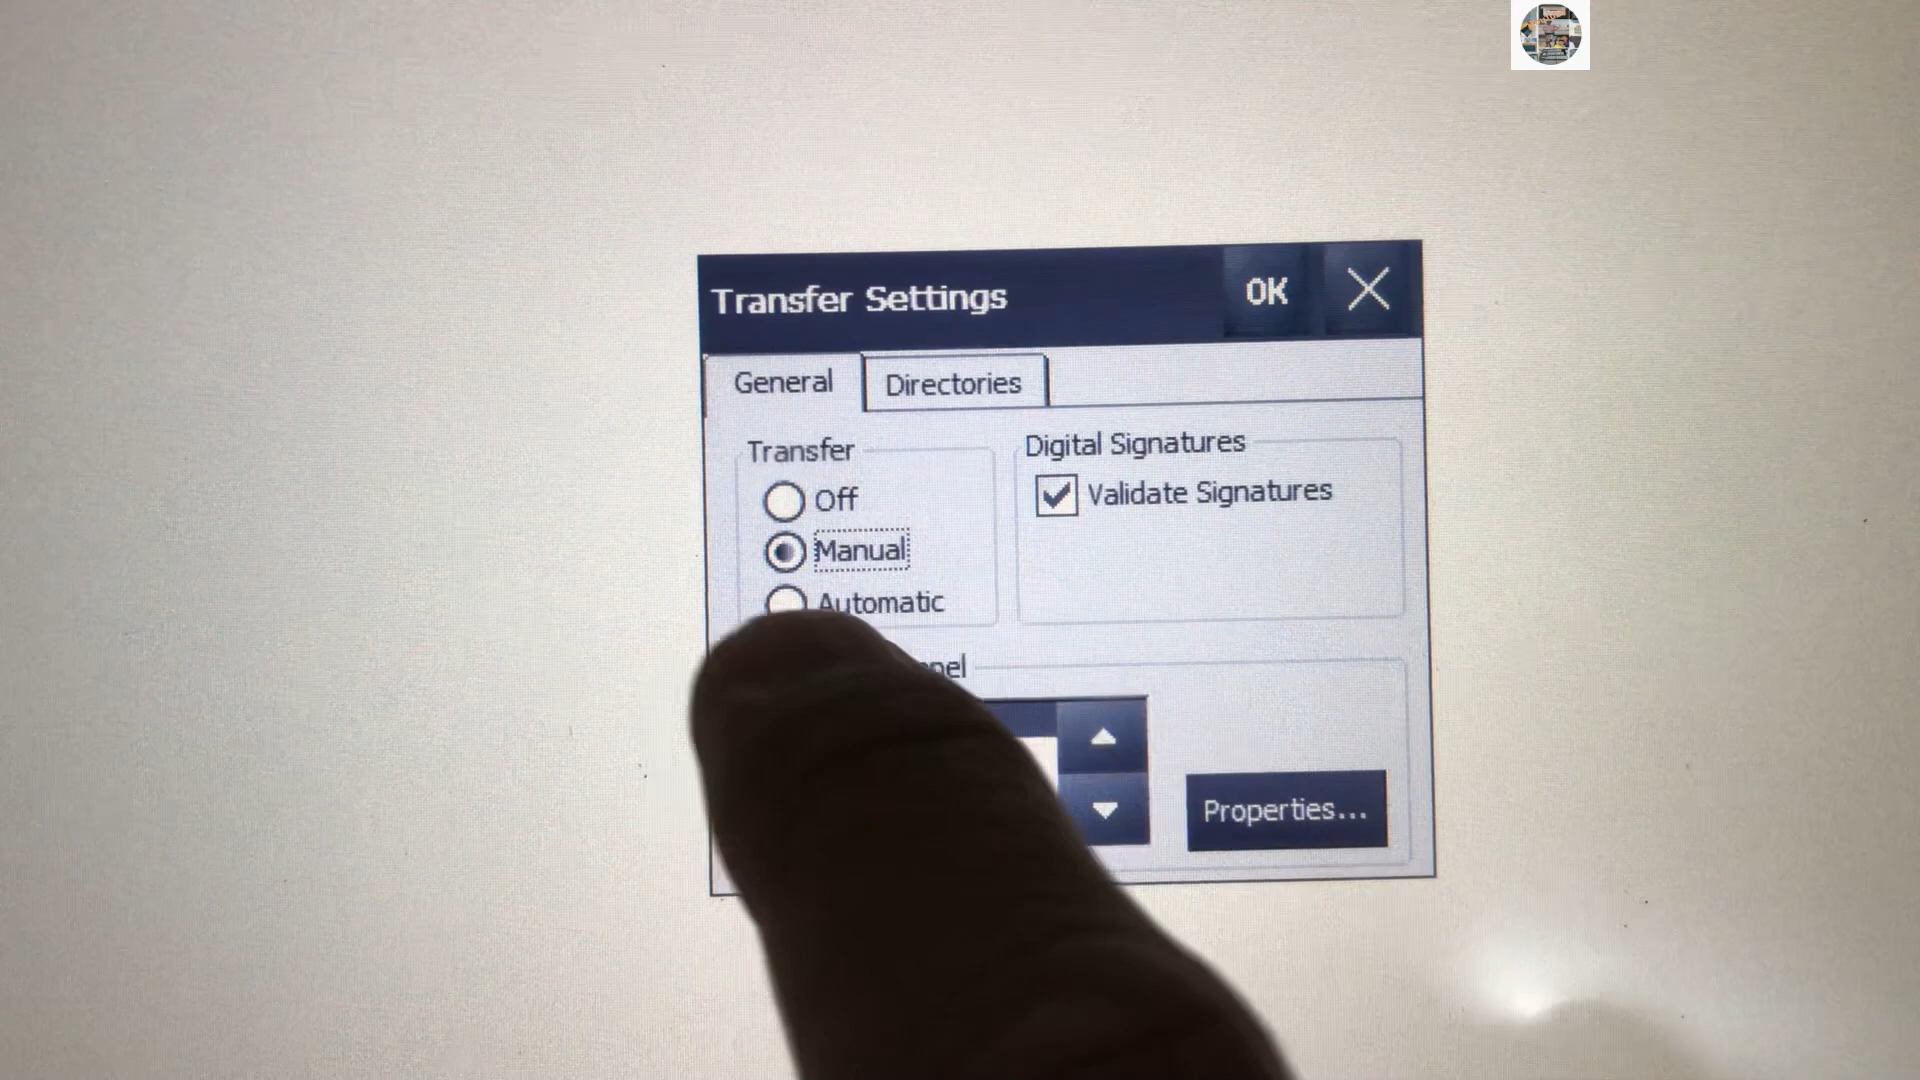 Transfer Settings OK
General Directories
Transfer
Off
Manual
Automatic
Digital Signatures
Validate Signatures
Properties...